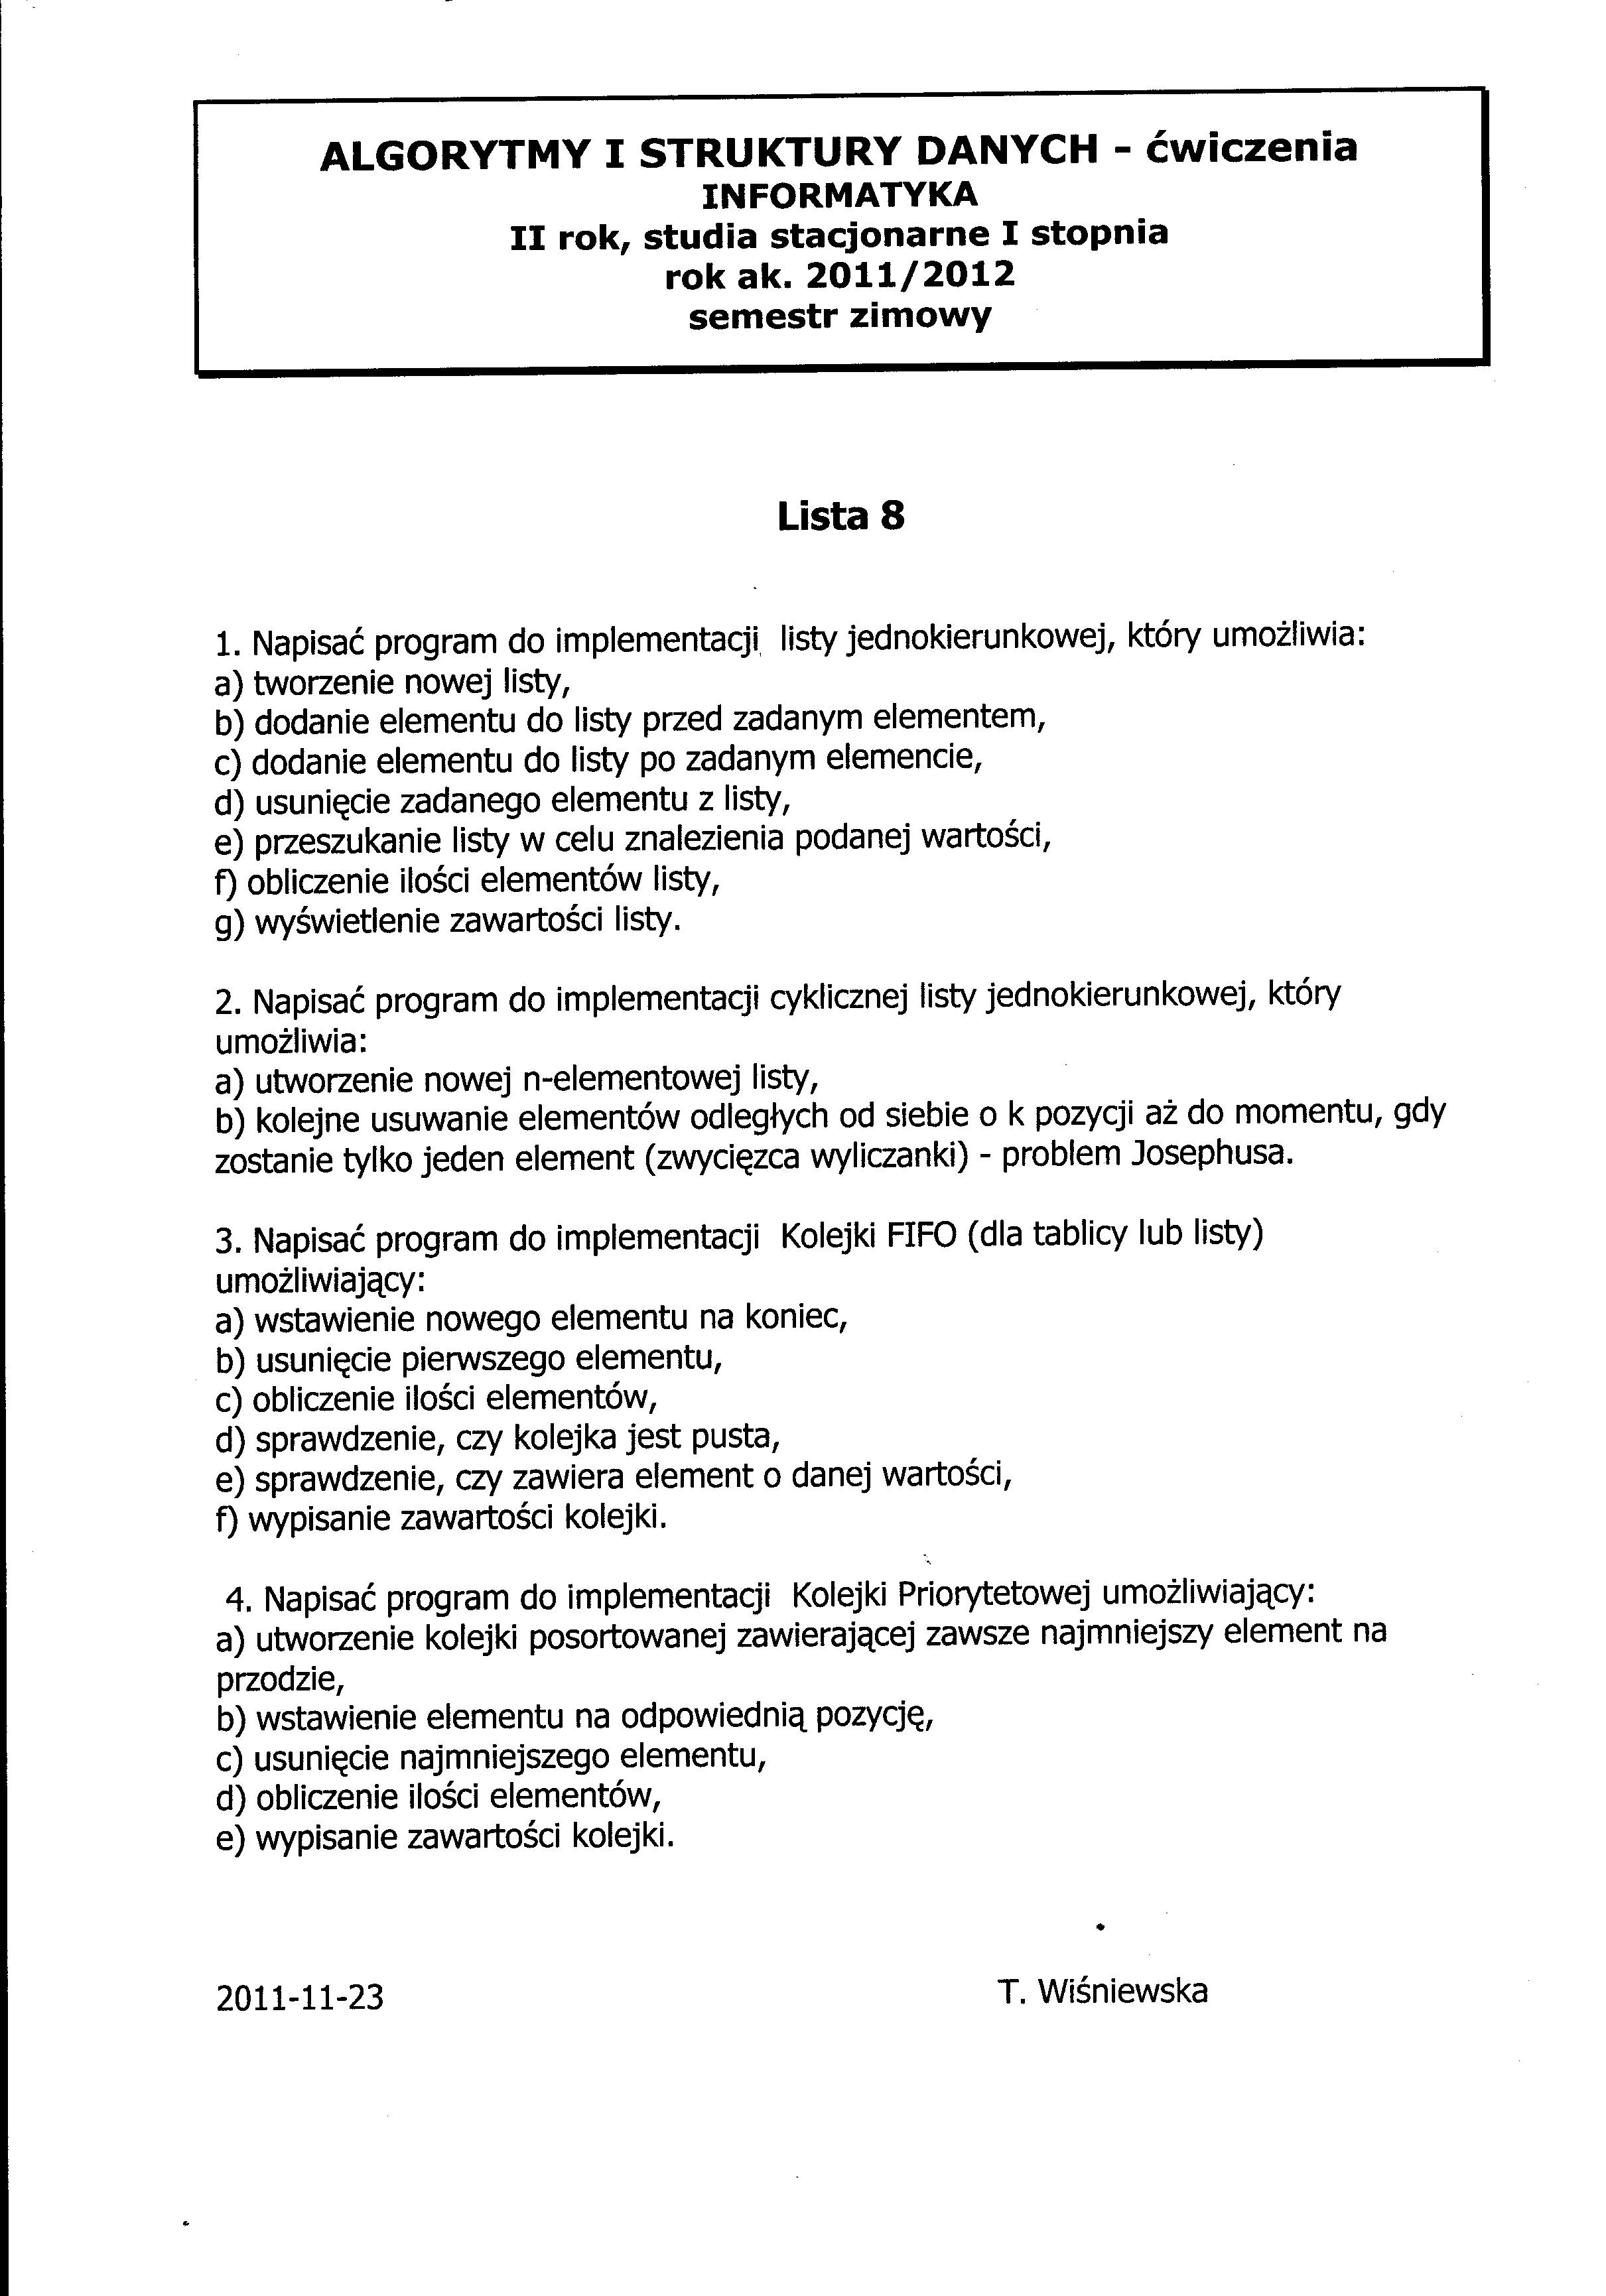 ALGORYTMY I STRUKTURY DANYCH - ćwiczenia
INFORMATYKA
II rok, studia stacjonarne I stopnia
rok ak. 2011/2012
semestr zimowy
Lista 8
1. Napisać program do implementacji listy jednokierunkowej, który umożliwia:
a) tworzenie nowej listy,
b) dodanie elementu do listy przed zadanym elementem,
c) dodanie elementu do listy po zadanym elemencie,
d) usunięcie zadanego elementu z listy,
e) przeszukanie listy w celu znalezienia podanej wartości,
f) obliczenie ilości elementów listy,
g) wyświetlenie zawartości listy.
2. Napisać program do implementacji cyklicznej listy jednokierunkowej, który
umożliwia:
a) utworzenie nowej n-elementowej listy,
b) kolejne usuwanie elementów odległych od siebie o k pozycji aż do momentu, gdy
zostanie tylko jeden element (zwycięzca wyliczanki) - problem Josephusa.
3. Napisać program do implementacji Kolejki FIFO (dla tablicy lub listy)
umożliwiający:
a) wstawienie nowego elementu na koniec,
b) usunięcie pierwszego elementu,
c) obliczenie ilości elementów,
d) sprawdzenie, czy kolejka jest pusta,
e) sprawdzenie, czy zawiera element o danej wartości,
f) wypisanie zawartości kolejki.
4. Napisać program do implementacji Kolejki Priorytetowej umożliwiający:
a) utworzenie kolejki posortowanej zawierającej zawsze najmniejszy element na
przodzie,
b) wstawienie elementu na odpowiednią pozycję,
c) usunięcie najmniejszego elementu,
d) obliczenie ilości elementów,
e) wypisanie zawartości kolejki.
2011-11-23 T. Wiśniewska